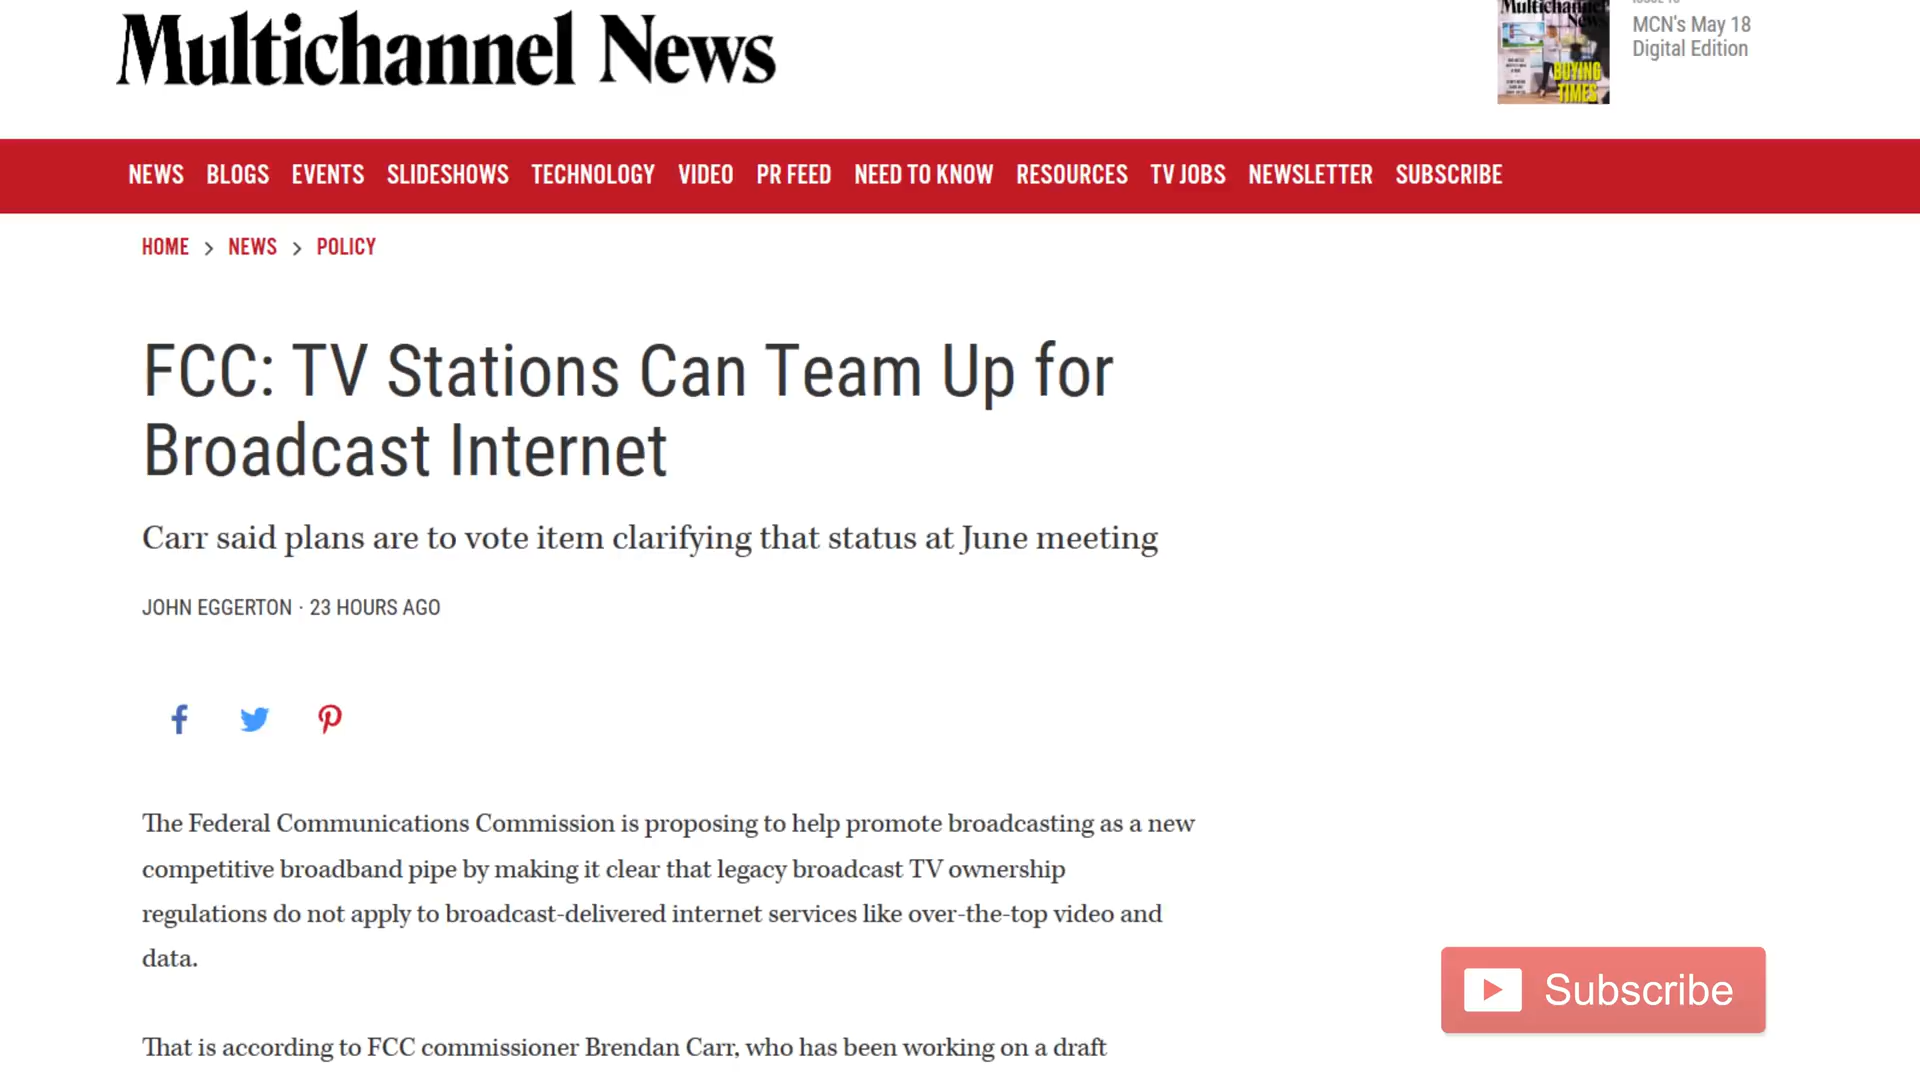 Multichannel News
Multichannel
News
BUYING
TIMES
MCN's May 18
Digital Edition
NEWS BLOGS EVENTS SLIDESHOWS TECHNOLOGY VIDEO PR FEED NEED TO KNOW RESOURCES TV JOBS NEWSLETTER SUBSCRIBE
HOME > NEWS > POLICY
FCC: TV Stations Can Team Up for
Broadcast Internet
Carr said plans are to vote item clarifying that status at June meeting
JOHN EGGERTON · 23 HOURS AGO
The Federal Communications Commission is proposing to help promote broadcasting as a new
competitive broadband pipe by making it clear that legacy broadcast TV ownership
regulations do not apply to broadcast-delivered internet services like over-the-top video and
data.
Subscribe
That is according to FCC commissioner Brendan Carr, who has been working on a draft